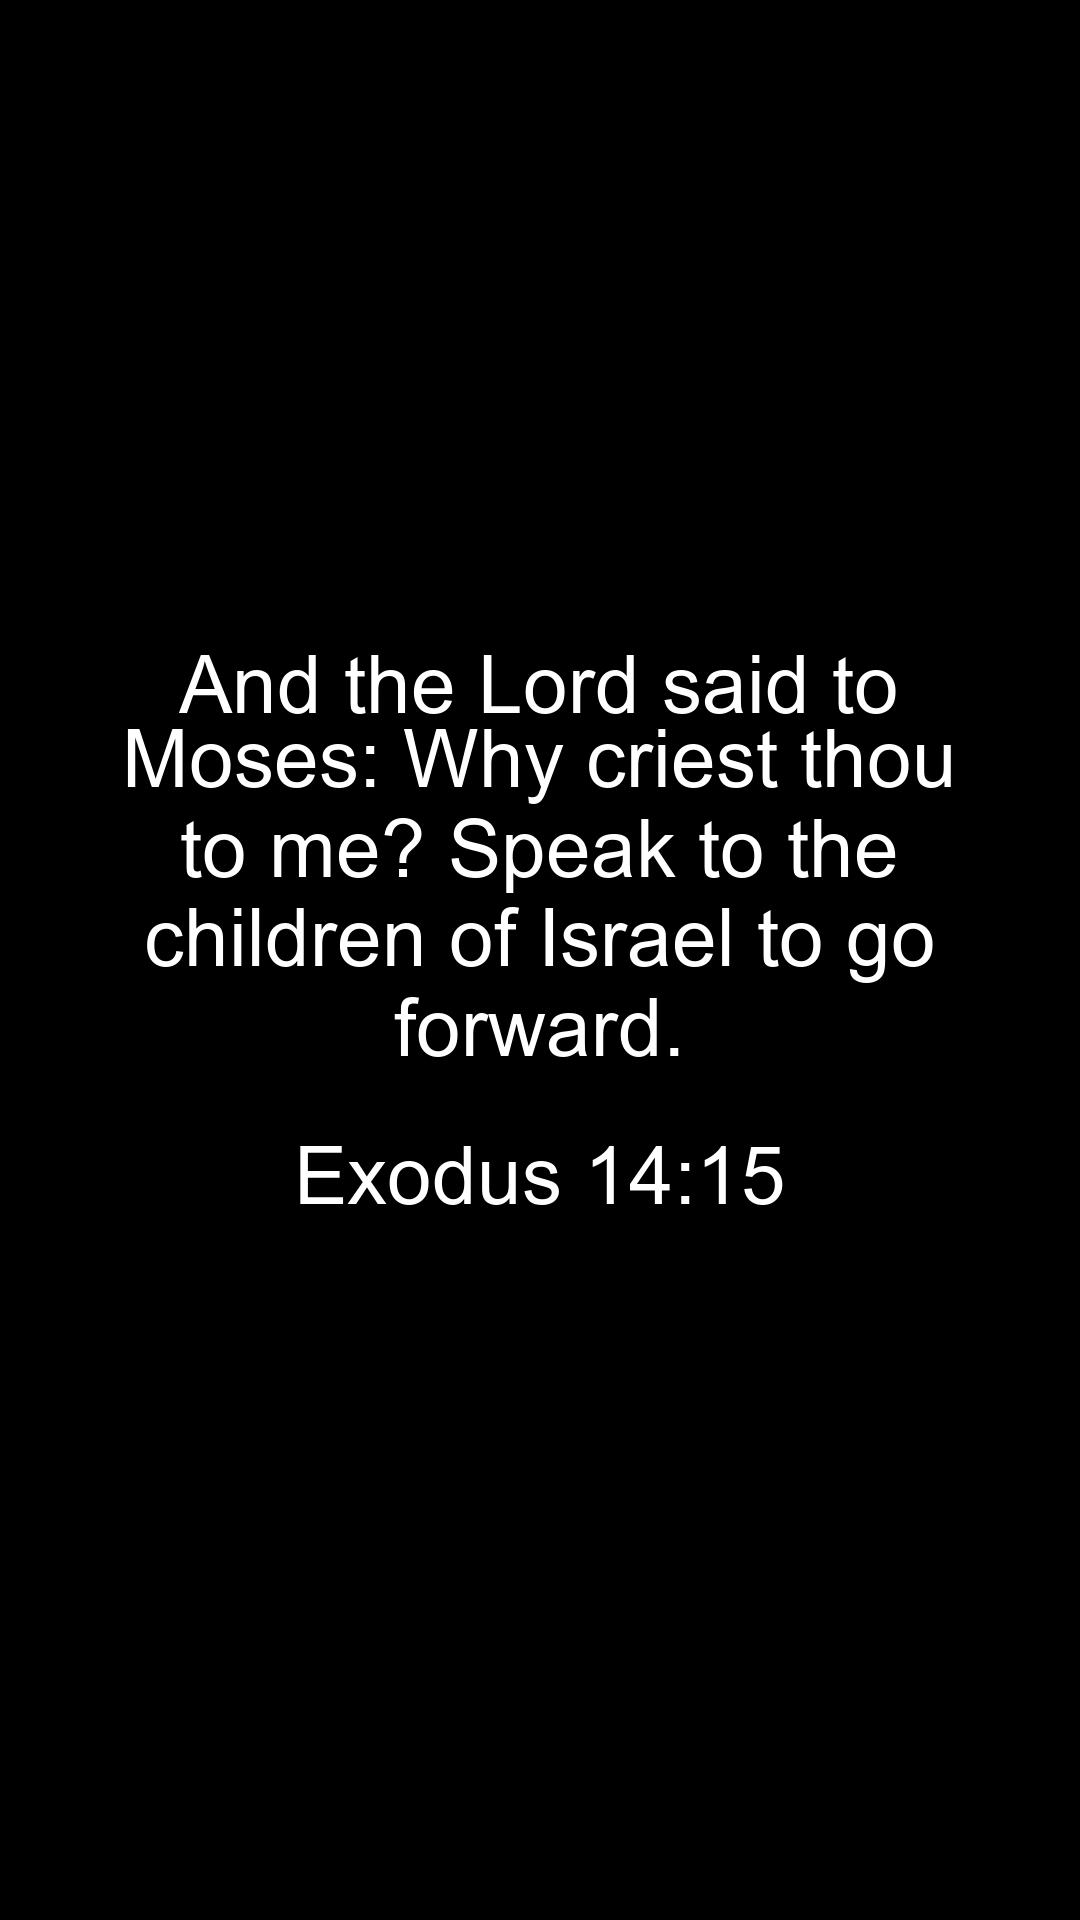 And the Lord said to
Moses: Why criest thou
to me? Speak to the
children of Israel to go
forward.
Exodus 14:15